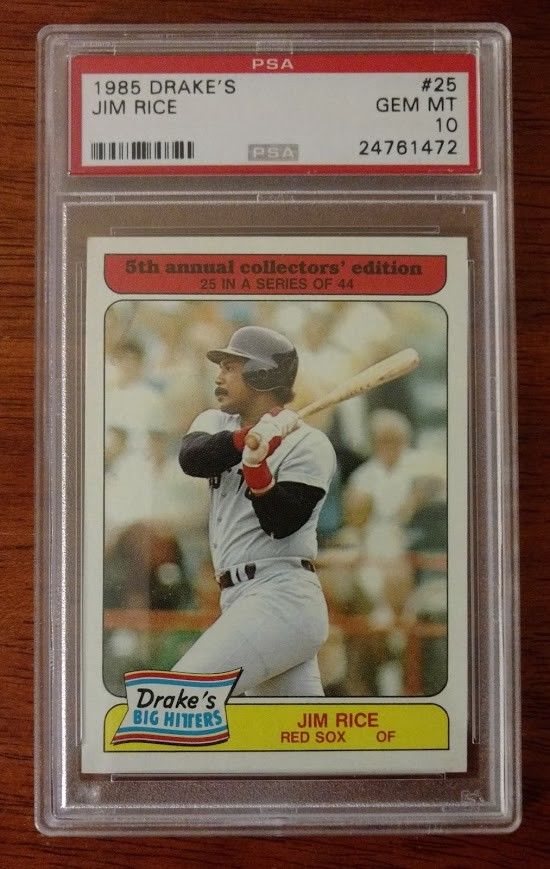 PSA
1985 DRAKE'S #25
JIM RICE GEM MT
10
PSA 24761472
5th annual collectors' edition
25 IN A SERIES OF 44
Drake's
BIG HITTERS
JIM RICE
RED SOX OF